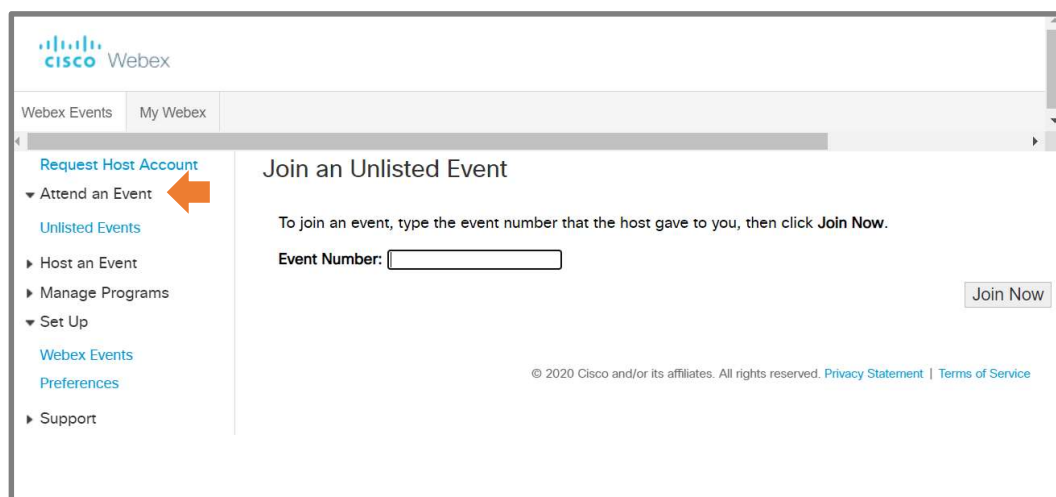 CISCO Webex
Webex Events My Webex
Request Host Account
Attend an Event
Unlisted Events
Host an Event
Manage Programs
Set Up
Webex Events
Preferences
Support
Join an Unlisted Event
To join an event, type the event number that the host gave to you, then click Join Now.
Event Number:
Join Now
© 2020 Cisco and/or its affiliates. All rights reserved. Privacy Statement | Terms of Service